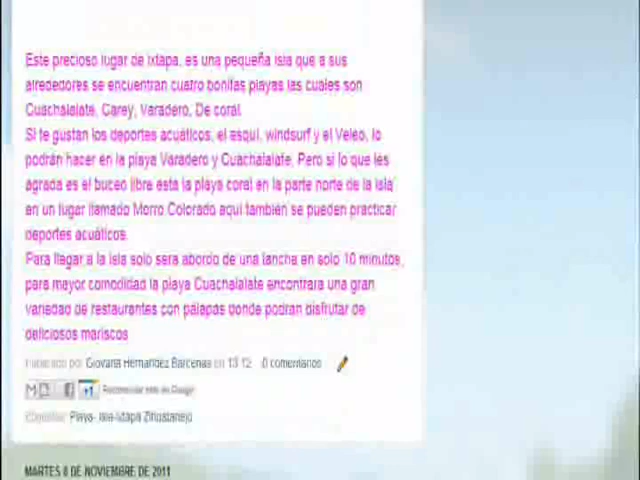 Este precioso lugar de Ixtapa, es una pequeña isla que a sus
alrededores se encuentran cuatro bonitas playas las cuales son
Cuachalalate, Carey, Varadero, De coral.
Si te gustan los deportes acuáticos, el esquí, windsurf y el Veleo, lo
podrán hacer en la playa Varadero y Cuachalalate. Pero si lo que les
agrada es el buceo libre esta la playa coral en la parte norte de la isla
en un lugar llamado Morro Colorado aquí también se pueden practicar
deportes acuáticos.
Para llegar a la isla solo sera abordo de una lancha en solo 10 minutos,
para mayor comodidad la playa Cuachalalate encontrara una gran
variedad de restaurantes con palapas donde podrán disfrutar de
deliciosos mariscos
Publicado por Giovana Hernandez Barcenas en 13:12 0 comentarios
+1 Recomendar esto en Google
Etiquetas: Playa- Isla-Ixtapa Zihuatanejo
MARTES 8 DE NOVIEMBRE DE 2011